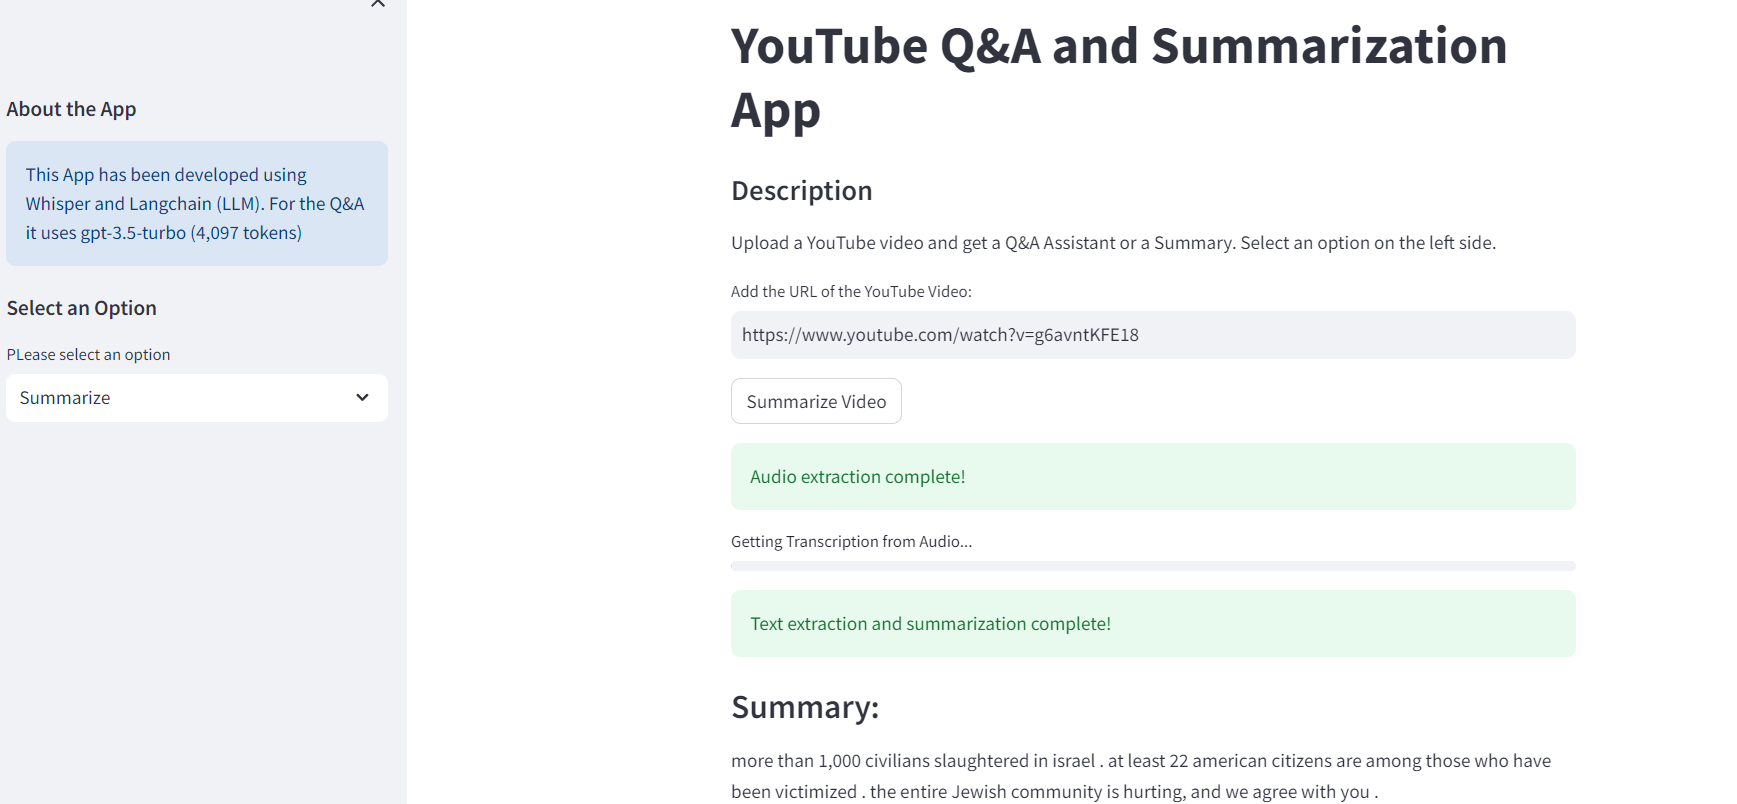 About the App
This App has been developed using
Whisper and Langchain (LLM). For the Q&A
it uses gpt-3.5-turbo (4,097 tokens)
Select an Option
PLease select an option
Summarize
YouTube Q&A and Summarization
App
Description
Upload a YouTube video and get a Q&A Assistant or a Summary. Select an option on the left side.
Add the URL of the YouTube Video:
https://www.youtube.com/watch?v=g6avntKFE18
Summarize Video
Audio extraction complete!
Getting Transcription from Audio...
Text extraction and summarization complete!
Summary:
more than 1,000 civilians slaughtered in israel . at least 22 american citizens are among those who have
been victimized . the entire Jewish community is hurting, and we agree with you .